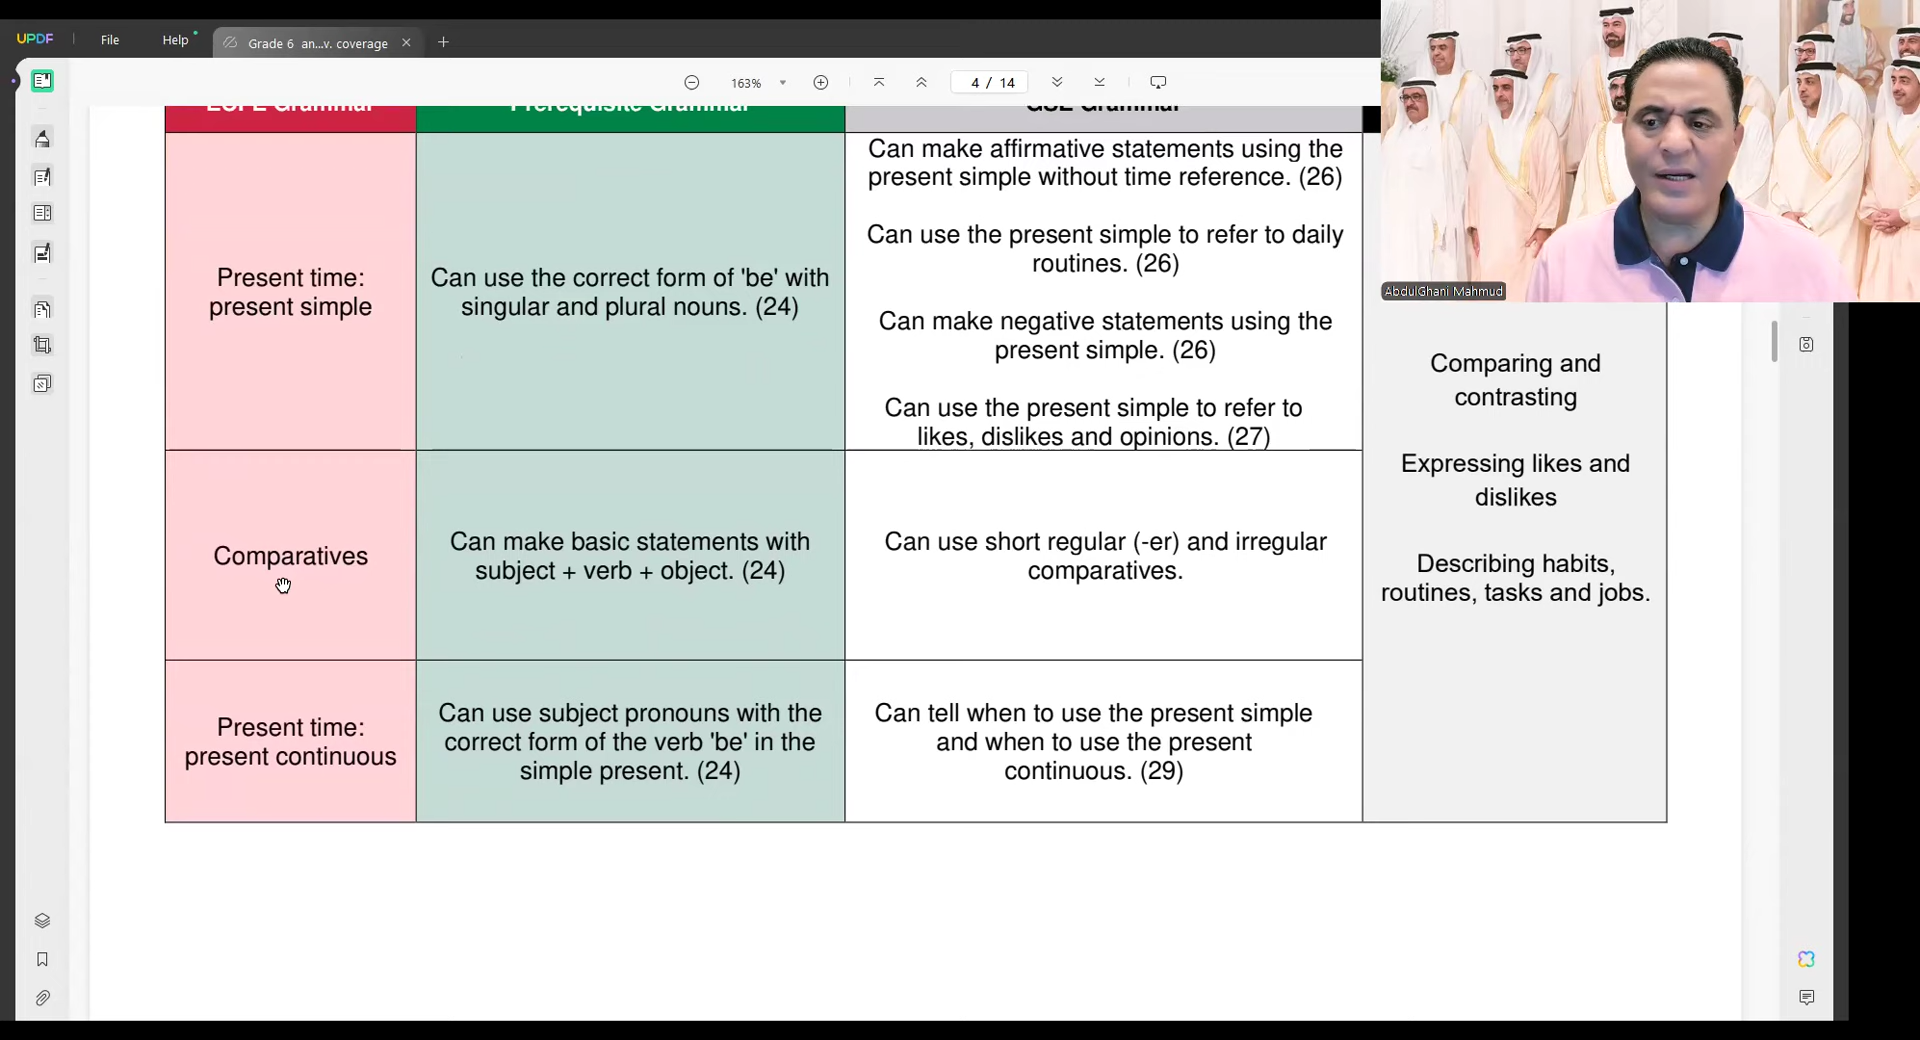 UPDF
File
Help
Grade 6 an...v. coverage
163%
4 / 14
Prerequisite Grammar
GSE Grammar
Present time:
present simple
Can use the correct form of 'be' with
singular and plural nouns. (24)
Can make affirmative statements using the
present simple without time reference. (26)
Can use the present simple to refer to daily
routines. (26)
Can make negative statements using the
present simple. (26)
Can use the present simple to refer to
likes, dislikes and opinions. (27)
Comparatives
Can make basic statements with
subject + verb + object. (24)
Can use short regular (-er) and irregular
comparatives.
Present time:
present continuous
Can use subject pronouns with the
correct form of the verb 'be' in the
simple present. (24)
Can tell when to use the present simple
and when to use the present
continuous. (29)
Comparing and
contrasting
Expressing likes and
dislikes
Describing habits,
routines, tasks and jobs.
AbdulGhani Mahmud